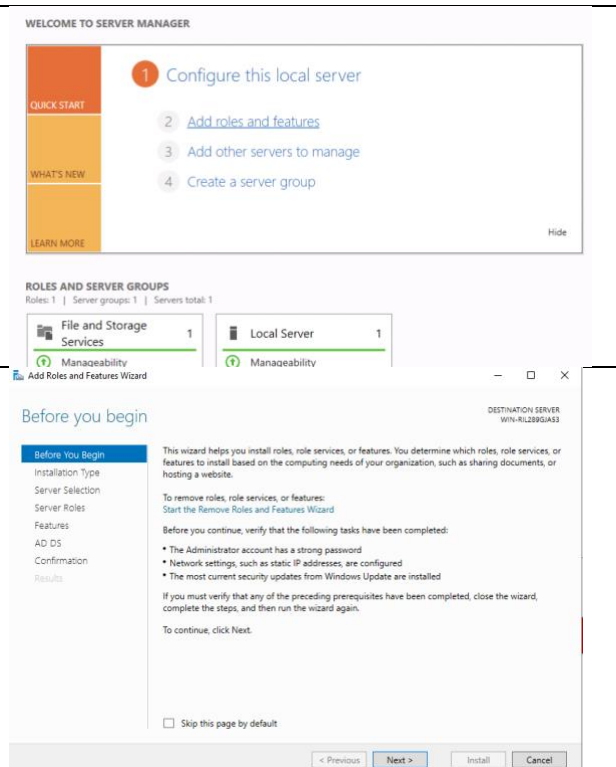 WELCOME TO SERVER MANAGER
QUICK START
WHAT'S NEW
LEARN MORE
1 Configure this local server
2 Add roles and features
3 Add other servers to manage
4 Create a server group
Hide
ROLES AND SERVER GROUPS
Roles: 1 | Server groups: 1 | Servers total: 1
File and Storage
Services
1
Manageability
Local Server
1
Manageability
Add Roles and Features Wizard
Before you begin
DESTINATION SERVER
WIN-RIL289GJA53
Before You Begin
Installation Type
Server Selection
Server Roles
Features
AD DS
Confirmation
Results
This wizard helps you install roles, role services, or features. You determine which roles, role services, or
features to install based on the computing needs of your organization, such as sharing documents, or
hosting a website.
To remove roles, role services, or features:
Start the Remove Roles and Features Wizard
Before you continue, verify that the following tasks have been completed:
• The Administrator account has a strong password
• Network settings, such as static IP addresses, are configured
• The most current security updates from Windows Update are installed
If you must verify that any of the preceding prerequisites have been completed, close the wizard,
complete the steps, and then run the wizard again.
To continue, click Next.
Skip this page by default
< Previous
Next >
Install
Cancel